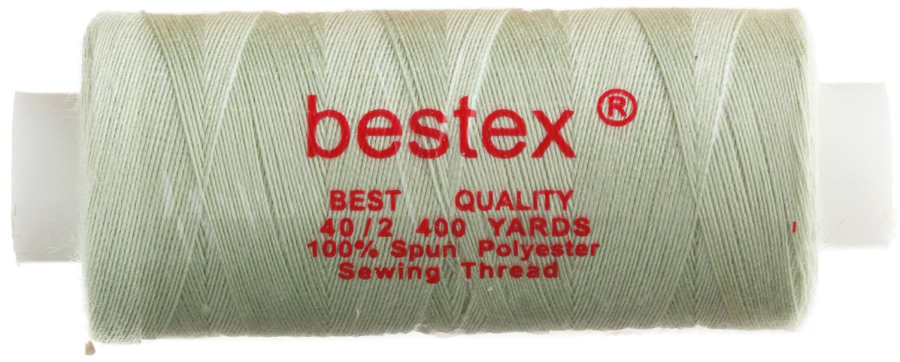 bestex ®
BEST QUALITY
40/2 400 YARDS
100% Spun Polyester
Sewing Thread